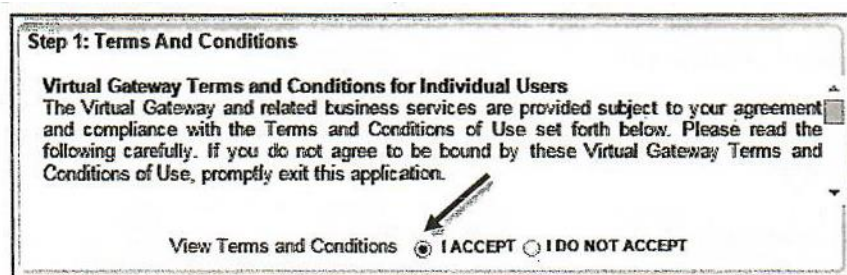 Step 1: Terms And Conditions
Virtual Gateway Terms and Conditions for Individual Users
The Virtual Gateway and related business services are provided subject to your agreement
and compliance with the Terms and Conditions of Use set forth below. Please read the
following carefully. If you do not agree to be bound by these Virtual Gateway Terms and
Conditions of Use, promptly exit this application.
View Terms and Conditions I ACCEPT I DO NOT ACCEPT